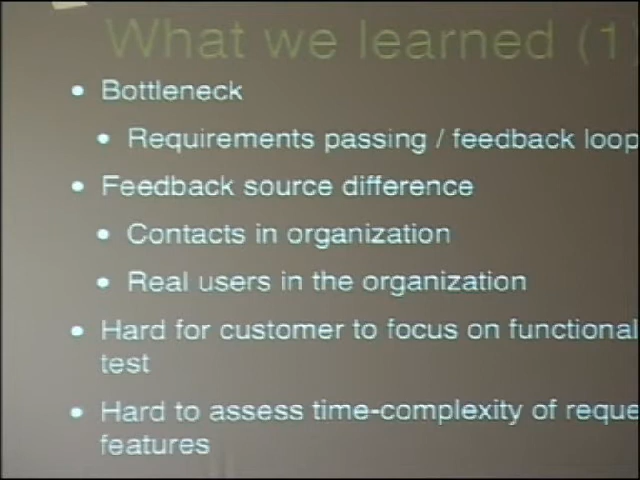 What we learned (1
• Bottleneck
• Requirements passing / feedback loop
• Feedback source difference
• Contacts in organization
• Real users in the organization
• Hard for customer to focus on functional
test
• Hard to assess time-complexity of reque
features